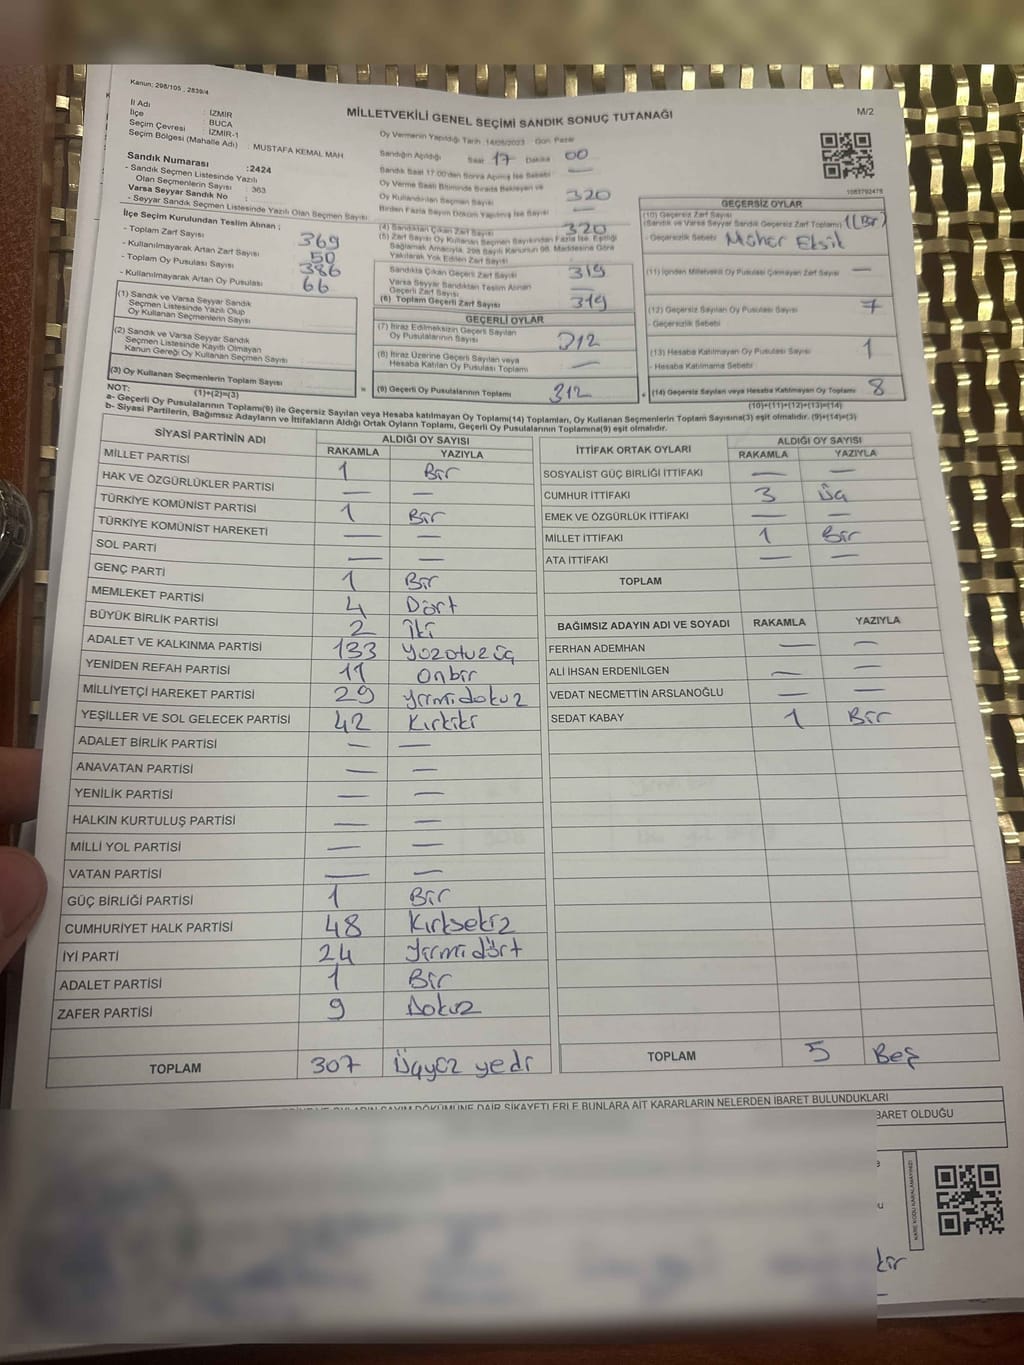 Kanun: 298/105 , 2839/4
MİLLETVEKİLİ GENEL SEÇİMİ SANDIK SONUÇ TUTANAĞI
M/2
İl Adı : İZMİR
İlçe : BUCA
Seçim Çevresi : İZMİR-1
Seçim Bölgesi (Mahalle Adı) : MUSTAFA KEMAL MAH.
Sandık Numarası : 2424
- Sandık Seçmen Listesinde Yazılı Olan Seçmenlerin Sayısı : 363
Varsa Seyyar Sandık No :
- Seyyar Sandık Seçmen Listesinde Yazılı Olan Seçmen Sayısı
İlçe Seçim Kurulundan Teslim Alınan ;
- Toplam Zarf Sayısı 369
- Kullanılmayarak Artan Zarf Sayısı 50
- Toplam Oy Pusulası Sayısı 386
- Kullanılmayarak Artan Oy Pusulası 66
(1) Sandık ve Varsa Seyyar Sandık Seçmen Listesinde Yazılı Olup Oy Kullanan Seçmenlerin Sayısı
(2) Sandık ve Varsa Seyyar Sandık Seçmen Listesinde Kayıtlı Olmayan Kanun Gereği Oy Kullanan Seçmen Sayısı
(3) Oy Kullanan Seçmenlerin Toplam Sayısı
(1)+(2)=(3)
Oy Vermenin Yapıldığı Tarih :14/05/2023 Gün Pazar
Sandığın Açıldığı Saat 17 Dakika 00
Sandık Saat 17.00'den Sonra Açılmış İse Sebebi —
Oy Verme Saati Bitiminde Sırada Bekleyen ve
Oy Kullandırılan Seçmen Sayısı 320
Birden Fazla Sayım Döküm Yapılmış İse Sayısı —
(4) Sandıktan Çıkan Zarf Sayısı 320
(5) Zarf Sayısı Oy Kullanan Seçmen Sayısından Fazla İse, Eşitliği Sağlamak Amacıyla, 298 Sayılı Kanunun 98. Maddesine Göre Yakılarak Yok Edilen Zarf Sayısı
Sandıkta Çıkan Geçerli Zarf Sayısı 319
Varsa Seyyar Sandıktan Teslim Alınan Geçerli Zarf Sayısı —
(6) Toplam Geçerli Zarf Sayısı 319
GEÇERLİ OYLAR
(7) İtiraz Edilmeksizin Geçerli Sayılan Oy Pusulalarının Sayısı 312
(8) İtiraz Üzerine Geçerli Sayılan veya Hesaba Katılan Oy Pusulası Toplamı —
= (9) Geçerli Oy Pusulalarının Toplamı 312
1083792478
GEÇERSİZ OYLAR
(10) Geçersiz Zarf Sayısı
(Sandık ve Varsa Seyyar Sandık Geçersiz Zarf Toplamı) 1 (Bir)
- Geçersizlik Sebebi Mühür Eksik
(11) İçinden Milletvekili Oy Pusulası Çıkmayan Zarf Sayısı —
(12) Geçersiz Sayılan Oy Pusulası Sayısı 7
- Geçersizlik Sebebi
(13) Hesaba Katılmayan Oy Pusulası Sayısı 1
- Hesaba Katılmama Sebebi
+ (14) Geçersiz Sayılan veya Hesaba Katılmayan Oy Toplamı 8
(10)+(11)+(12)+(13)=(14)
NOT:
a- Geçerli Oy Pusulalarının Toplamı(9) ile Geçersiz Sayılan veya Hesaba katılmayan Oy Toplamı(14) Toplamları, Oy Kullanan Seçmenlerin Toplam Sayısına(3) eşit olmalıdır. (9)+(14)=(3)
b- Siyasi Partilerin, Bağımsız Adayların ve İttifakların Aldığı Ortak Oyların Toplamı, Geçerli Oy Pusulalarının Toplamına(9) eşit olmalıdır.
SİYASİ PARTİNİN ADI ALDIĞI OY SAYISI
RAKAMLA YAZIYLA
MİLLET PARTİSİ 1 Bir
HAK VE ÖZGÜRLÜKLER PARTİSİ — —
TÜRKİYE KOMÜNİST PARTİSİ 1 Bir
TÜRKİYE KOMÜNİST HAREKETİ — —
SOL PARTİ — —
GENÇ PARTİ 1 Bir
MEMLEKET PARTİSİ 4 Dört
BÜYÜK BİRLİK PARTİSİ 2 İki
ADALET VE KALKINMA PARTİSİ 133 Yüzotuzüç
YENİDEN REFAH PARTİSİ 11 Onbir
MİLLİYETÇİ HAREKET PARTİSİ 29 Yirmidokuz
YEŞİLLER VE SOL GELECEK PARTİSİ 42 Kırkiki
ADALET BİRLİK PARTİSİ — —
ANAVATAN PARTİSİ — —
YENİLİK PARTİSİ — —
HALKIN KURTULUŞ PARTİSİ — —
MİLLİ YOL PARTİSİ — —
VATAN PARTİSİ — —
GÜÇ BİRLİĞİ PARTİSİ 1 Bir
CUMHURİYET HALK PARTİSİ 48 Kırksekiz
İYİ PARTİ 24 Yirmidört
ADALET PARTİSİ 1 Bir
ZAFER PARTİSİ 9 Dokuz
TOPLAM 307 Üçyüz yedi
İTTİFAK ORTAK OYLARI ALDIĞI OY SAYISI
RAKAMLA YAZIYLA
SOSYALİST GÜÇ BİRLİĞİ İTTİFAKI — —
CUMHUR İTTİFAKI 3 Üç
EMEK VE ÖZGÜRLÜK İTTİFAKI — —
MİLLET İTTİFAKI 1 Bir
ATA İTTİFAKI — —
TOPLAM
BAĞIMSIZ ADAYIN ADI VE SOYADI RAKAMLA YAZIYLA
FERHAN ADEMHAN — —
ALİ İHSAN ERDENİLGEN — —
VEDAT NECMETTİN ARSLANOĞLU — —
SEDAT KABAY 1 Bir
TOPLAM 5 Beş
SAYIM DÖKÜMÜNE DAİR ŞİKAYETLERLE BUNLARA AİT KARARLARIN NELERDEN İBARET BULUNDUKLARI
BARET OLDUĞU
KARE KODU KARALAMAYINIZ!